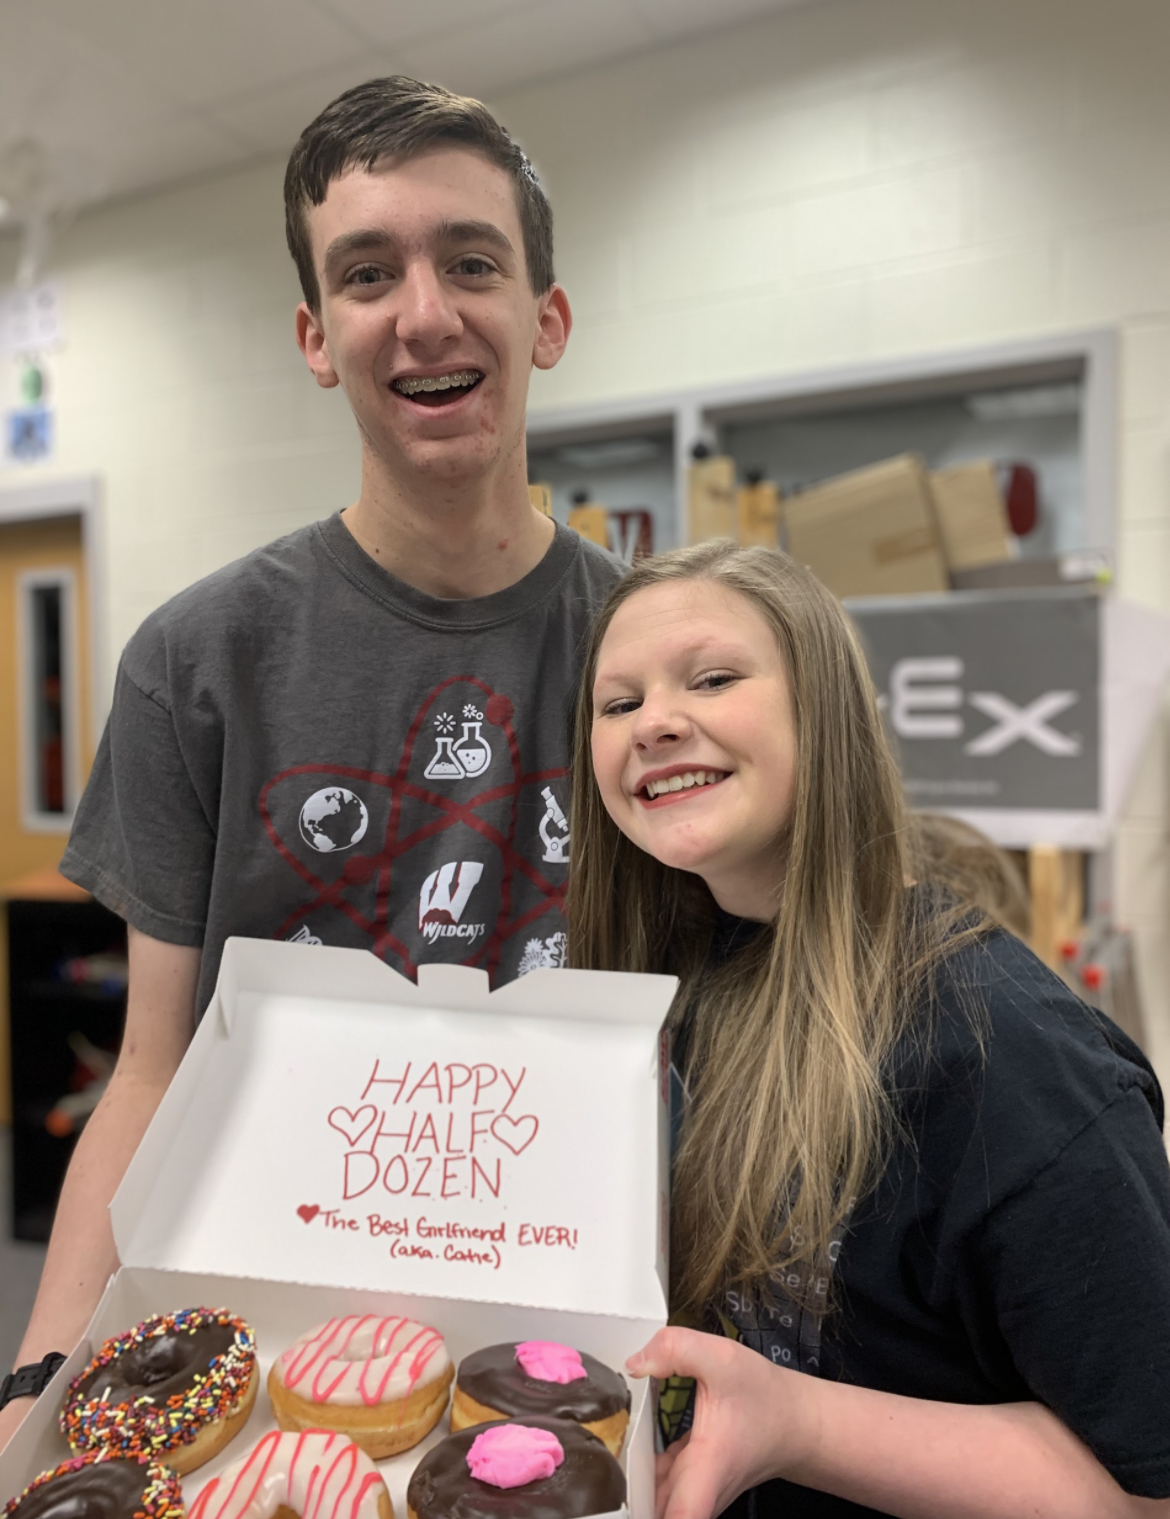 WILDCATS
EX
HAPPY
HALF
DOZEN
The Best Girlfriend EVER!
(aka. Catie)